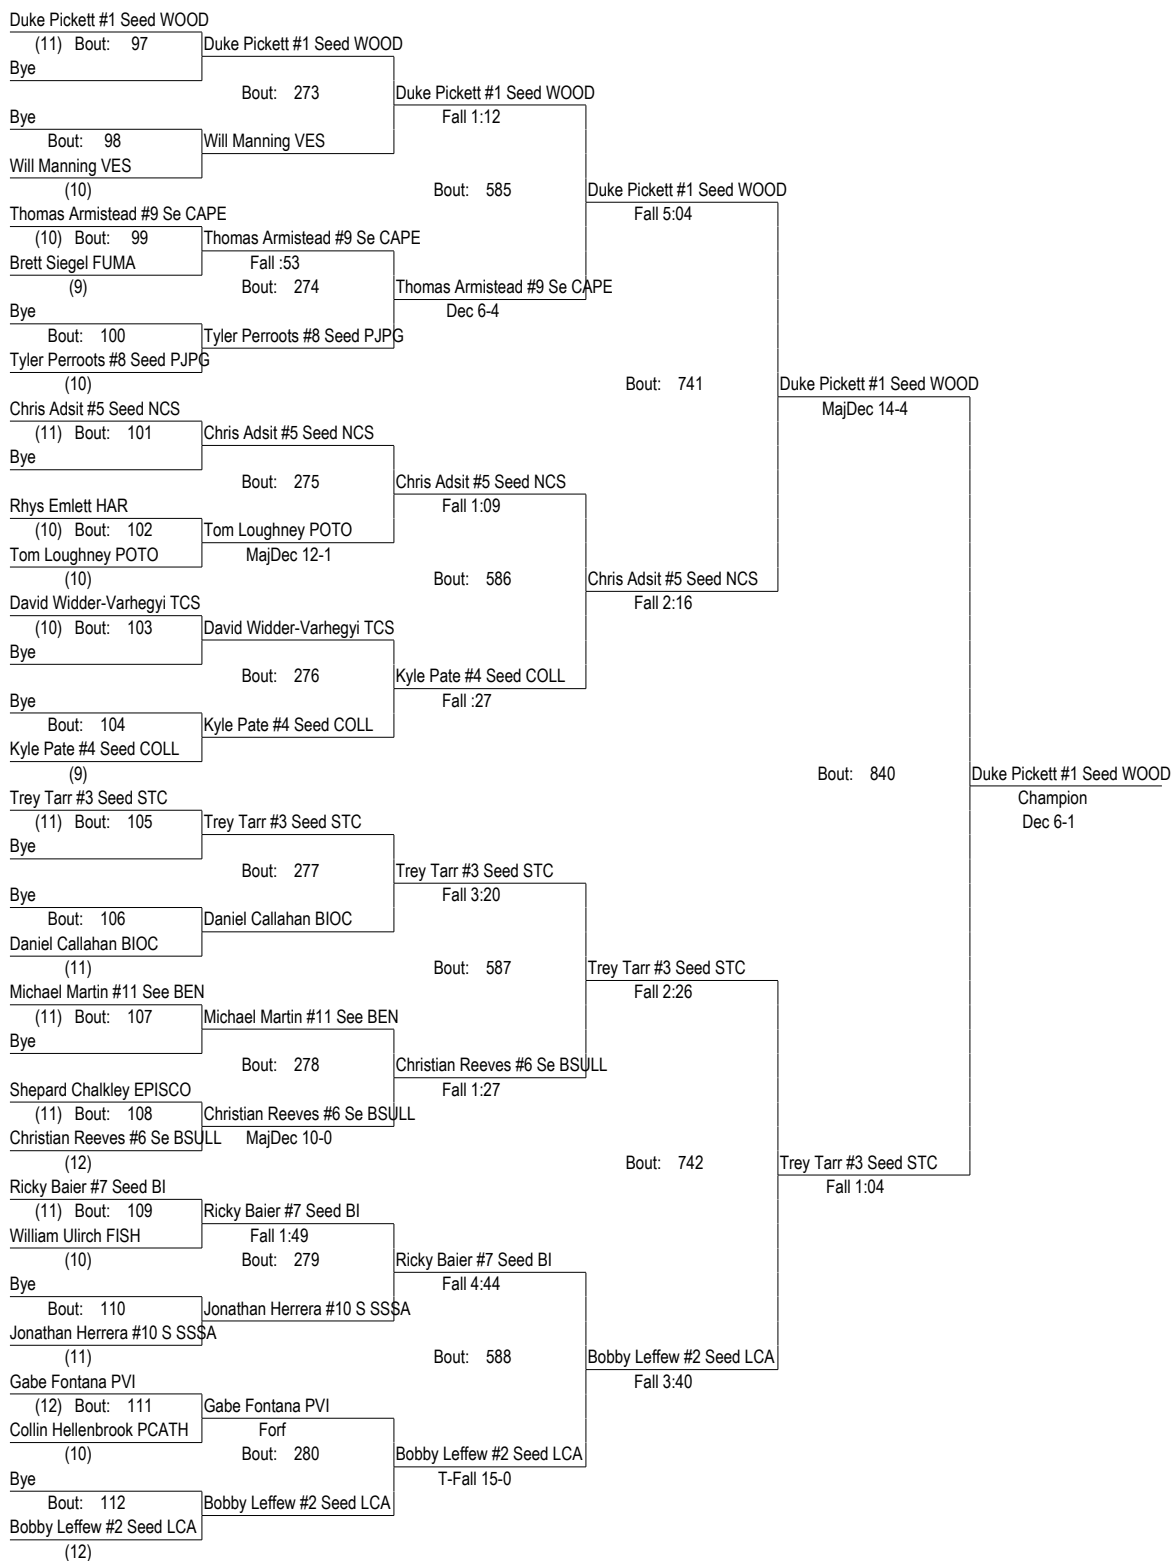 Duke Pickett #1 Seed WOOD
(11) Bout: 97 Duke Pickett #1 Seed WOOD
Bye
Bout: 273 Duke Pickett #1 Seed WOOD
Bye Fall 1:12
Bout: 98 Will Manning VES
Will Manning VES
(10) Bout: 585 Duke Pickett #1 Seed WOOD
Thomas Armistead #9 Se CAPE Fall 5:04
(10) Bout: 99 Thomas Armistead #9 Se CAPE
Brett Siegel FUMA Fall :53
(9) Bout: 274 Thomas Armistead #9 Se CAPE
Bye Dec 6-4
Bout: 100 Tyler Perroots #8 Seed PJPG
Tyler Perroots #8 Seed PJPG
(10) Bout: 741 Duke Pickett #1 Seed WOOD
Chris Adsit #5 Seed NCS MajDec 14-4
(11) Bout: 101 Chris Adsit #5 Seed NCS
Bye
Bout: 275 Chris Adsit #5 Seed NCS
Rhys Emlett HAR Fall 1:09
(10) Bout: 102 Tom Loughney POTO
Tom Loughney POTO MajDec 12-1
(10) Bout: 586 Chris Adsit #5 Seed NCS
David Widder-Varhegyi TCS Fall 2:16
(10) Bout: 103 David Widder-Varhegyi TCS
Bye
Bout: 276 Kyle Pate #4 Seed COLL
Bye Fall :27
Bout: 104 Kyle Pate #4 Seed COLL
Kyle Pate #4 Seed COLL
(9) Bout: 840 Duke Pickett #1 Seed WOOD
Trey Tarr #3 Seed STC Champion
(11) Bout: 105 Trey Tarr #3 Seed STC Dec 6-1
Bye
Bout: 277 Trey Tarr #3 Seed STC
Bye Fall 3:20
Bout: 106 Daniel Callahan BIOC
Daniel Callahan BIOC
(11) Bout: 587 Trey Tarr #3 Seed STC
Michael Martin #11 See BEN Fall 2:26
(11) Bout: 107 Michael Martin #11 See BEN
Bye
Bout: 278 Christian Reeves #6 Se BSULL
Shepard Chalkley EPISCO Fall 1:27
(11) Bout: 108 Christian Reeves #6 Se BSULL
Christian Reeves #6 Se BSULL MajDec 10-0
(12) Bout: 742 Trey Tarr #3 Seed STC
Ricky Baier #7 Seed BI Fall 1:04
(11) Bout: 109 Ricky Baier #7 Seed BI
William Ulirch FISH Fall 1:49
(10) Bout: 279 Ricky Baier #7 Seed BI
Bye Fall 4:44
Bout: 110 Jonathan Herrera #10 S SSSA
Jonathan Herrera #10 S SSSA
(11) Bout: 588 Bobby Leffew #2 Seed LCA
Gabe Fontana PVI Fall 3:40
(12) Bout: 111 Gabe Fontana PVI
Collin Hellenbrook PCATH Forf
(10) Bout: 280 Bobby Leffew #2 Seed LCA
Bye T-Fall 15-0
Bout: 112 Bobby Leffew #2 Seed LCA
Bobby Leffew #2 Seed LCA
(12)